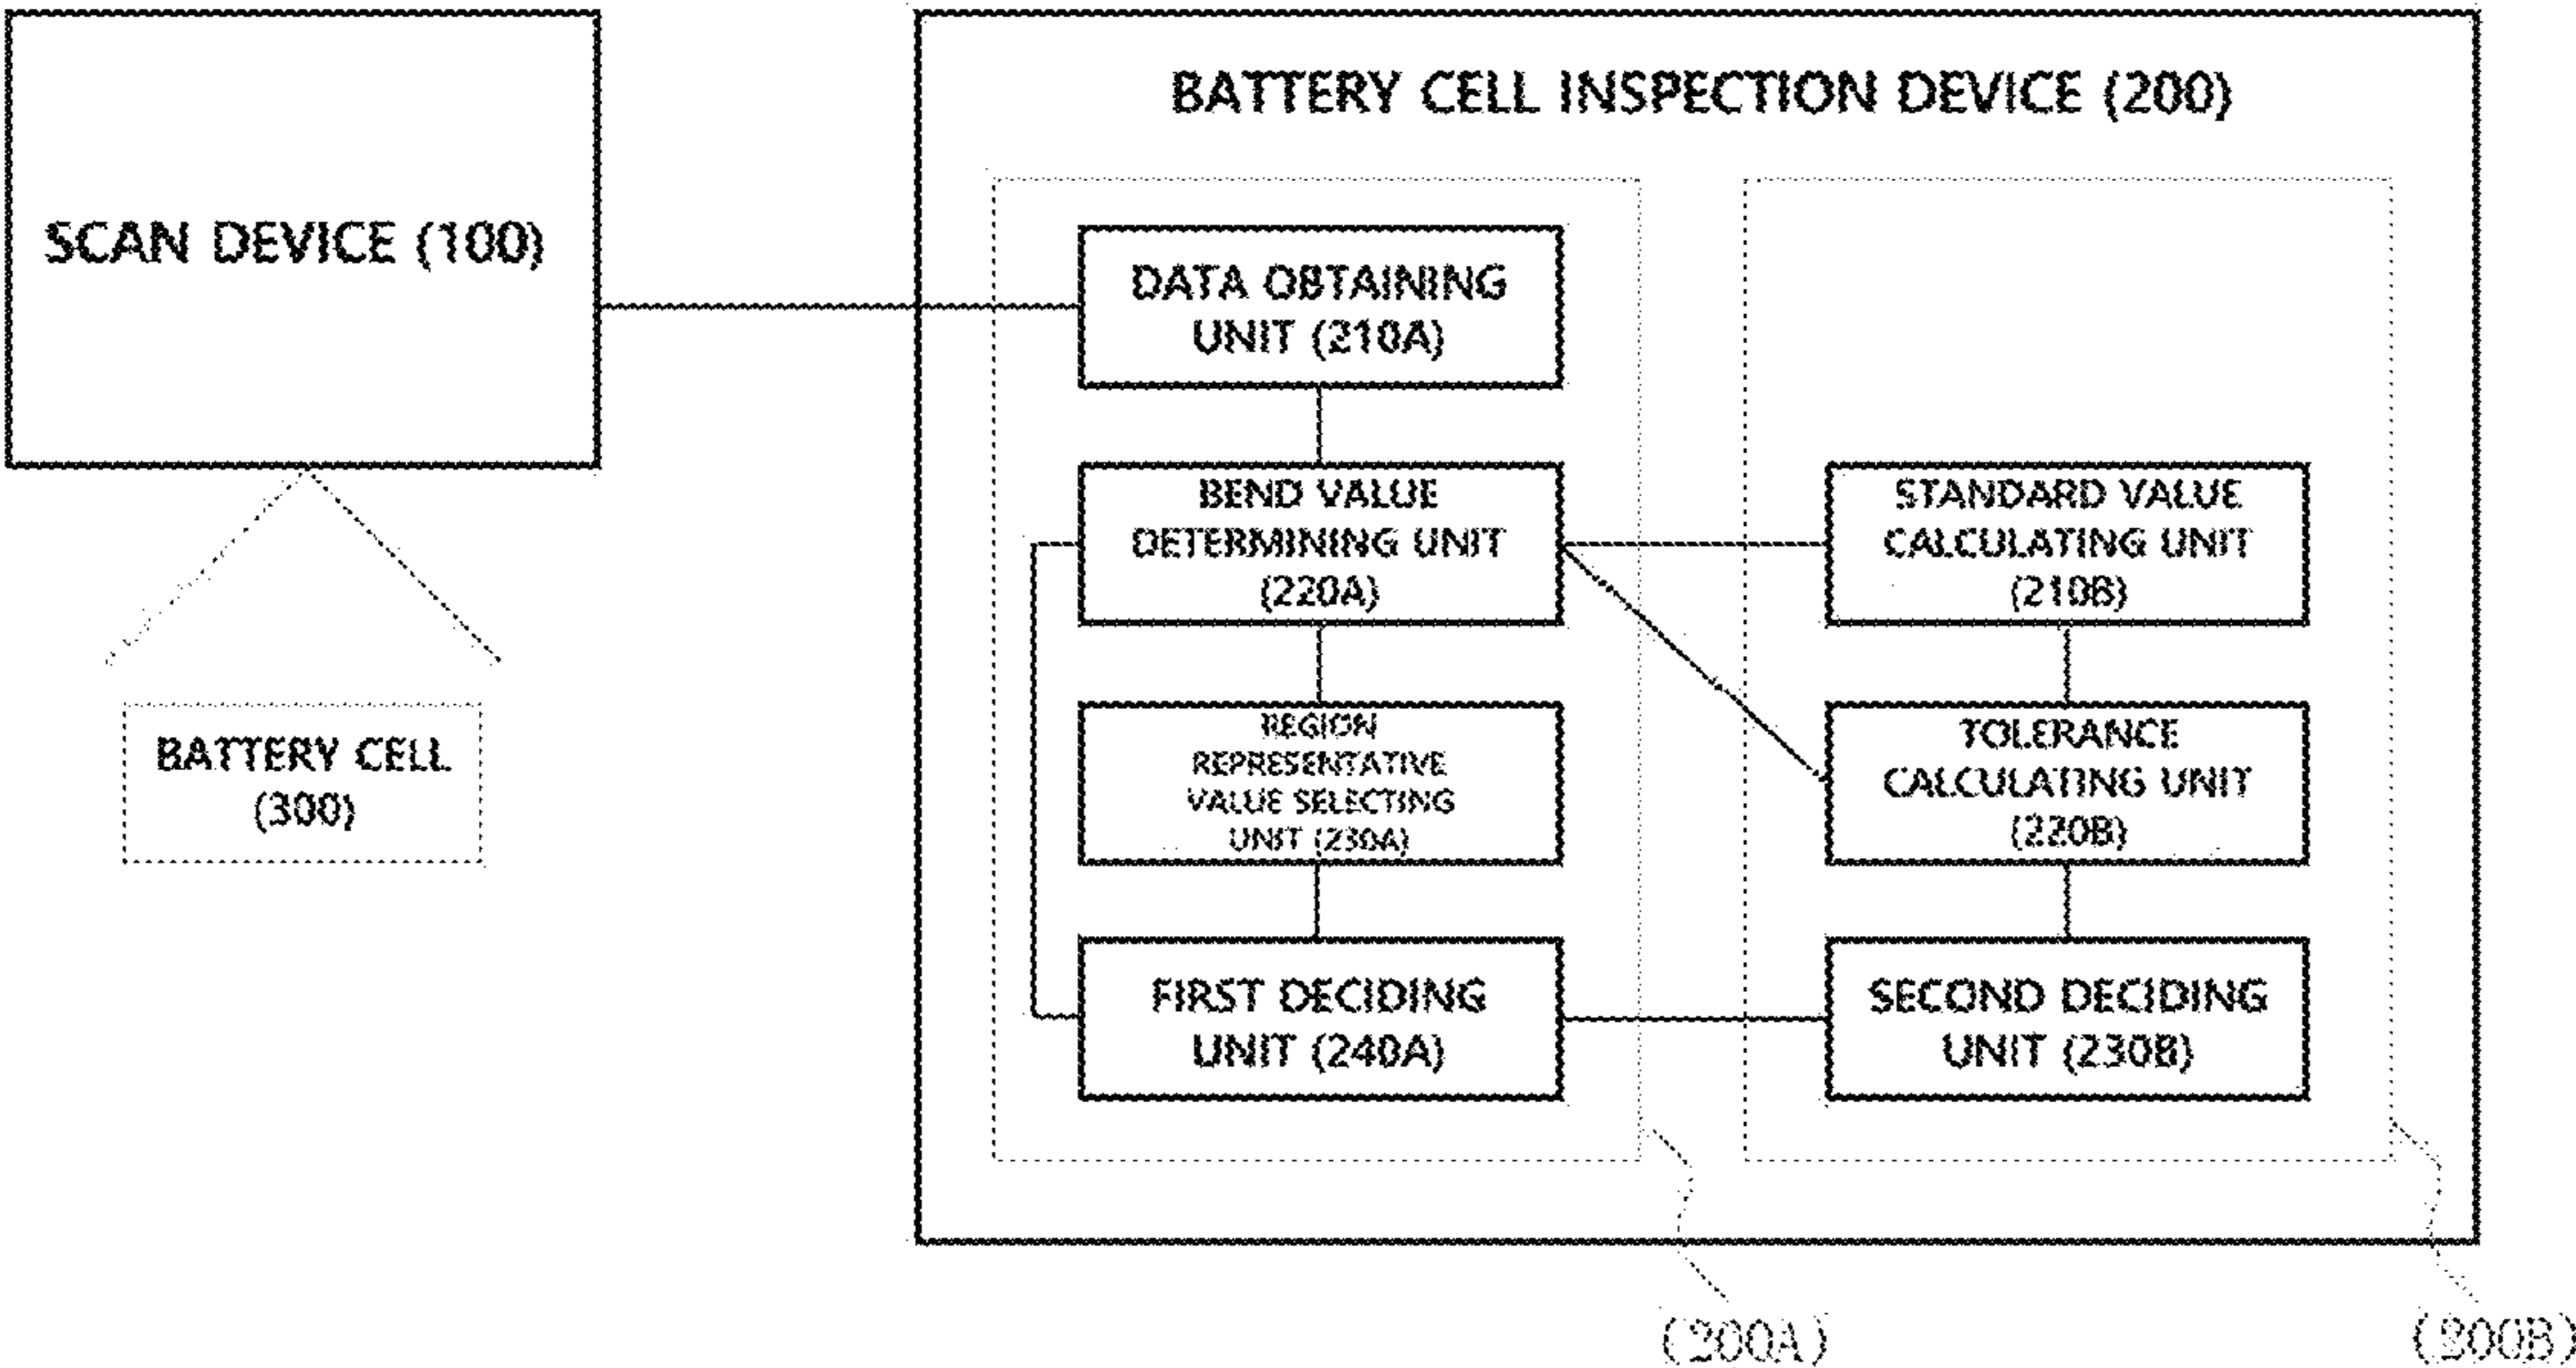 SCAN DEVICE (100)
BATTERY CELL
(300)
BATTERY CELL INSPECTION DEVICE (200)
DATA OBTAINING
UNIT (210A)
BEND VALUE
DETERMINING UNIT
(220A)
REGION
REPRESENTATIVE
VALUE SELECTING
UNIT (230A)
FIRST DECIDING
UNIT (240A)
STANDARD VALUE
CALCULATING UNIT
(210B)
TOLERANCE
CALCULATING UNIT
(220B)
SECOND DECIDING
UNIT (230B)
(200A)
(200B)